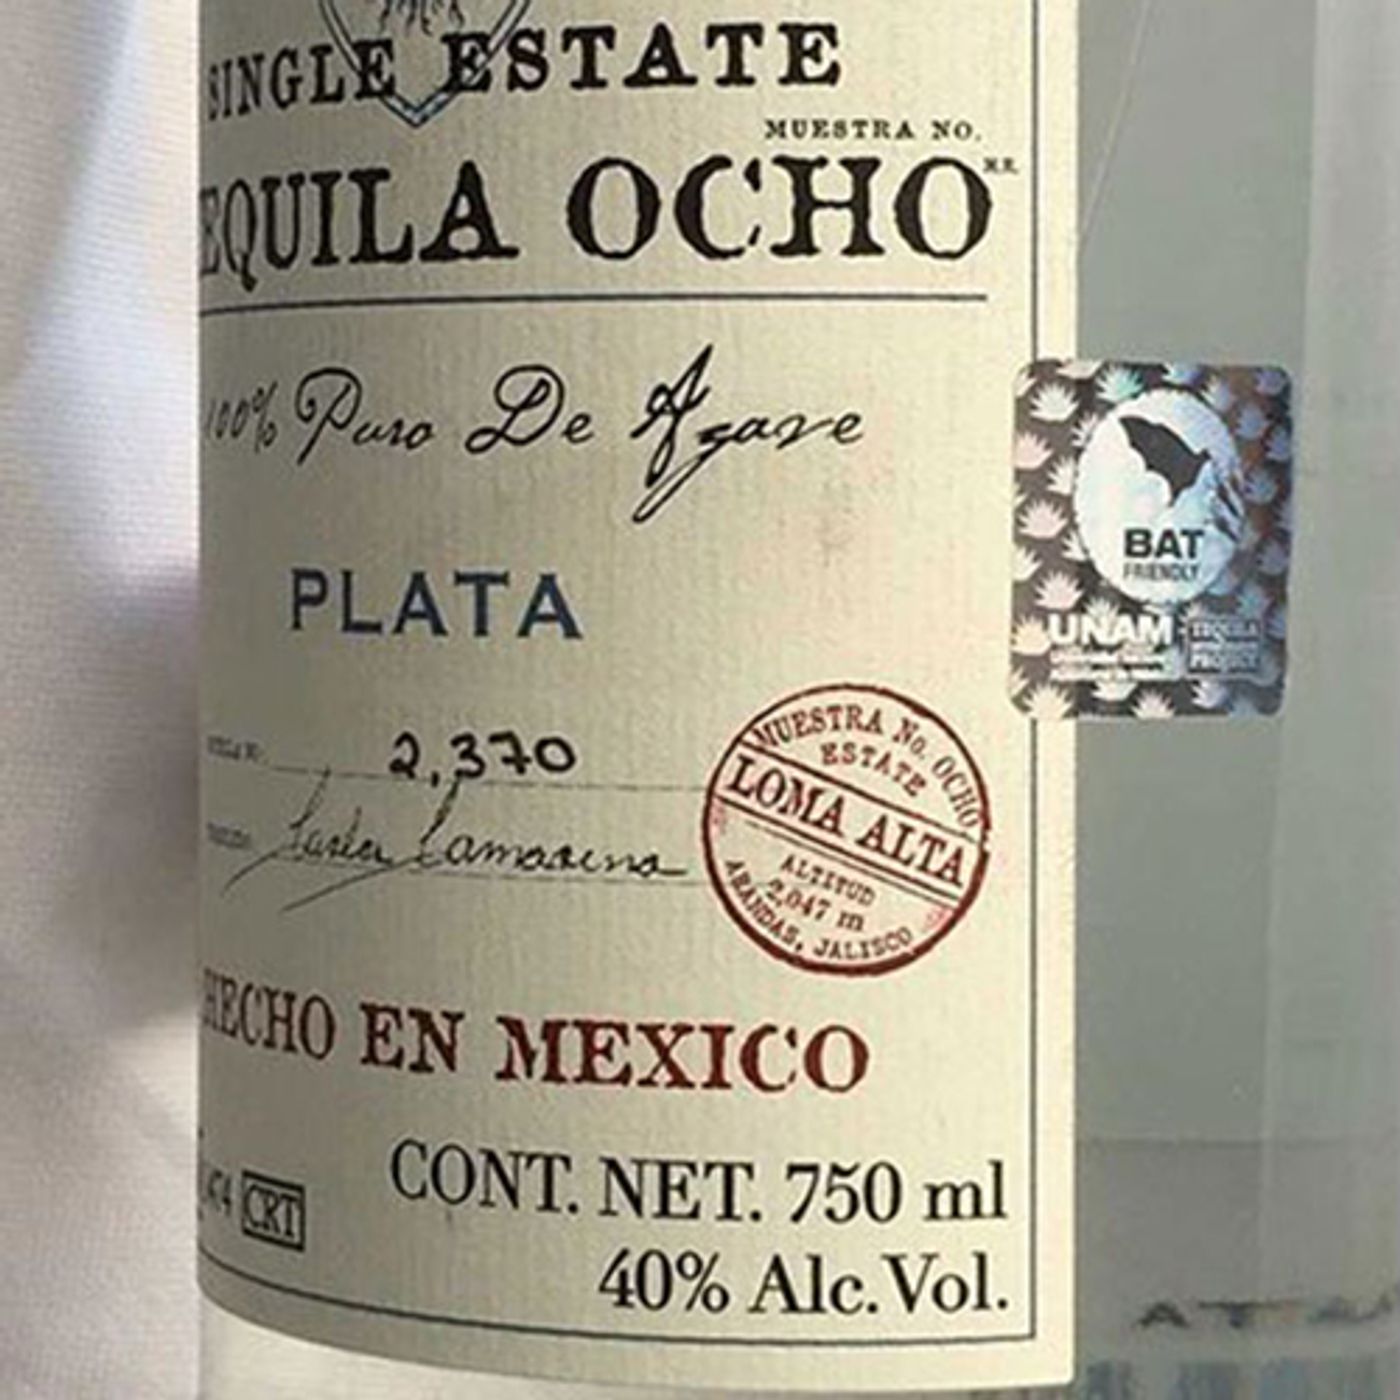 SINGLE ESTATE
MUESTRA NO.
EQUILA OCHO
100% Puro De Agave
PLATA
2,370
MUESTRA No. OCHO
ESTATE
LOMA ALTA
ALTITUD
2,047 m
ARANDAS, JALISCO
HECHO EN MEXICO
CRT
CONT. NET. 750 ml
40% Alc. Vol.
BAT
FRIENDLY
UNAM
TEQUILA
PROJECT